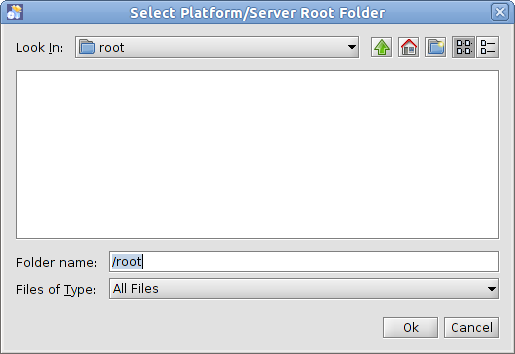 Select Platform/Server Root Folder
Look In: root
Folder name: /root
Files of Type: All Files
Ok Cancel